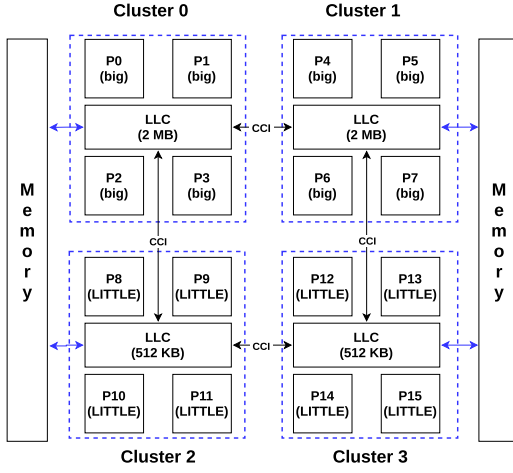 Cluster 0
Cluster 1
P0
(big)
P1
(big)
P4
(big)
P5
(big)
LLC
(2 MB)
CCI
LLC
(2 MB)
P2
(big)
P3
(big)
P6
(big)
P7
(big)
Memory
Memory
CCI
CCI
P8
(LITTLE)
P9
(LITTLE)
P12
(LITTLE)
P13
(LITTLE)
LLC
(512 KB)
CCI
LLC
(512 KB)
P10
(LITTLE)
P11
(LITTLE)
P14
(LITTLE)
P15
(LITTLE)
Cluster 2
Cluster 3